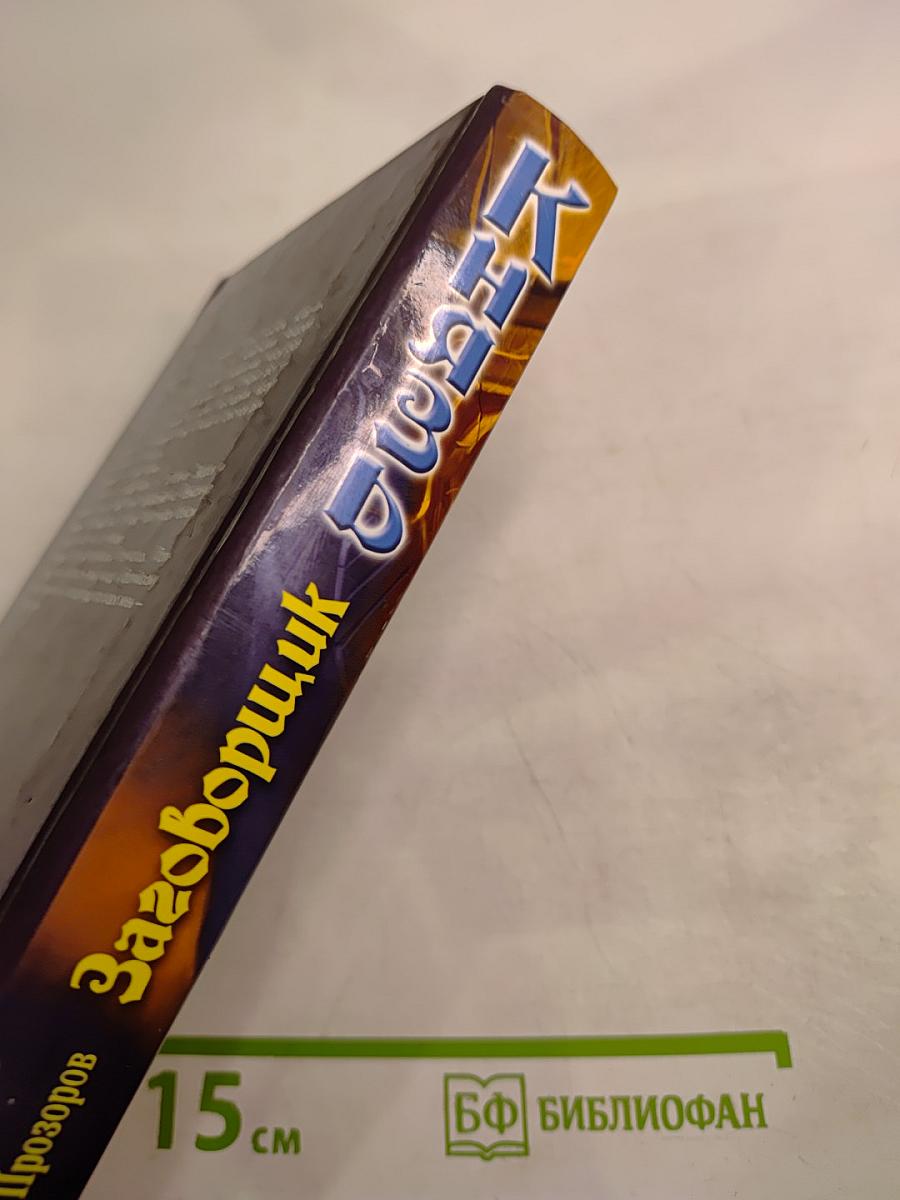 КНЯЗЬ
Заговорщик
Прозоров
15 см
БФ БИБЛИОФАН